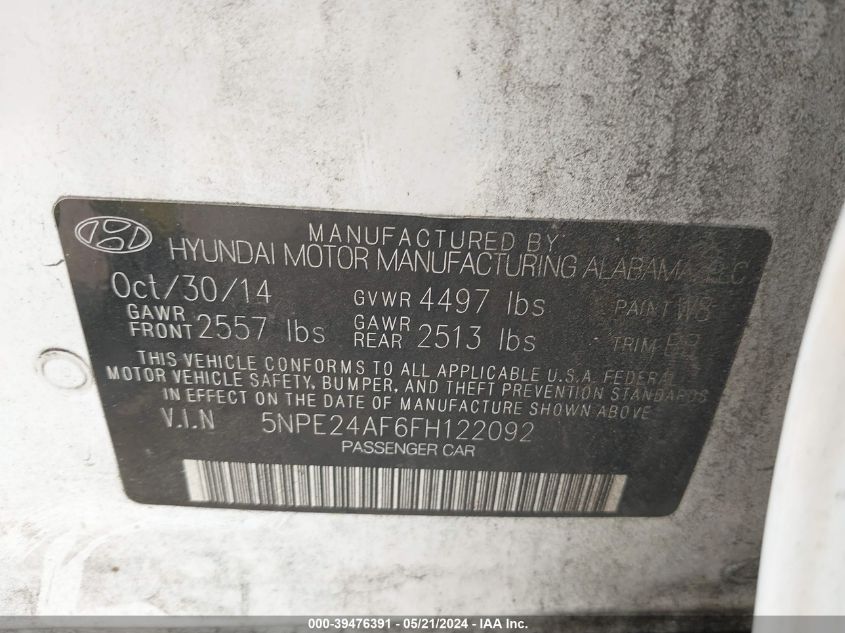 MANUFACTURED BY
HYUNDAI MOTOR MANUFACTURING ALABAMA, LLC
Oct/30/14 GVWR 4497 lbs PAINT W8
GAWR FRONT 2557 lbs GAWR REAR 2513 lbs TRIM
THIS VEHICLE CONFORMS TO ALL APPLICABLE U.S.A. FEDERAL
MOTOR VEHICLE SAFETY, BUMPER, AND THEFT PREVENTION STANDARDS
IN EFFECT ON THE DATE OF MANUFACTURE SHOWN ABOVE.
V.I.N 5NPE24AF6FH122092
PASSENGER CAR
000-39476391 - 05/21/2024 - IAA Inc.